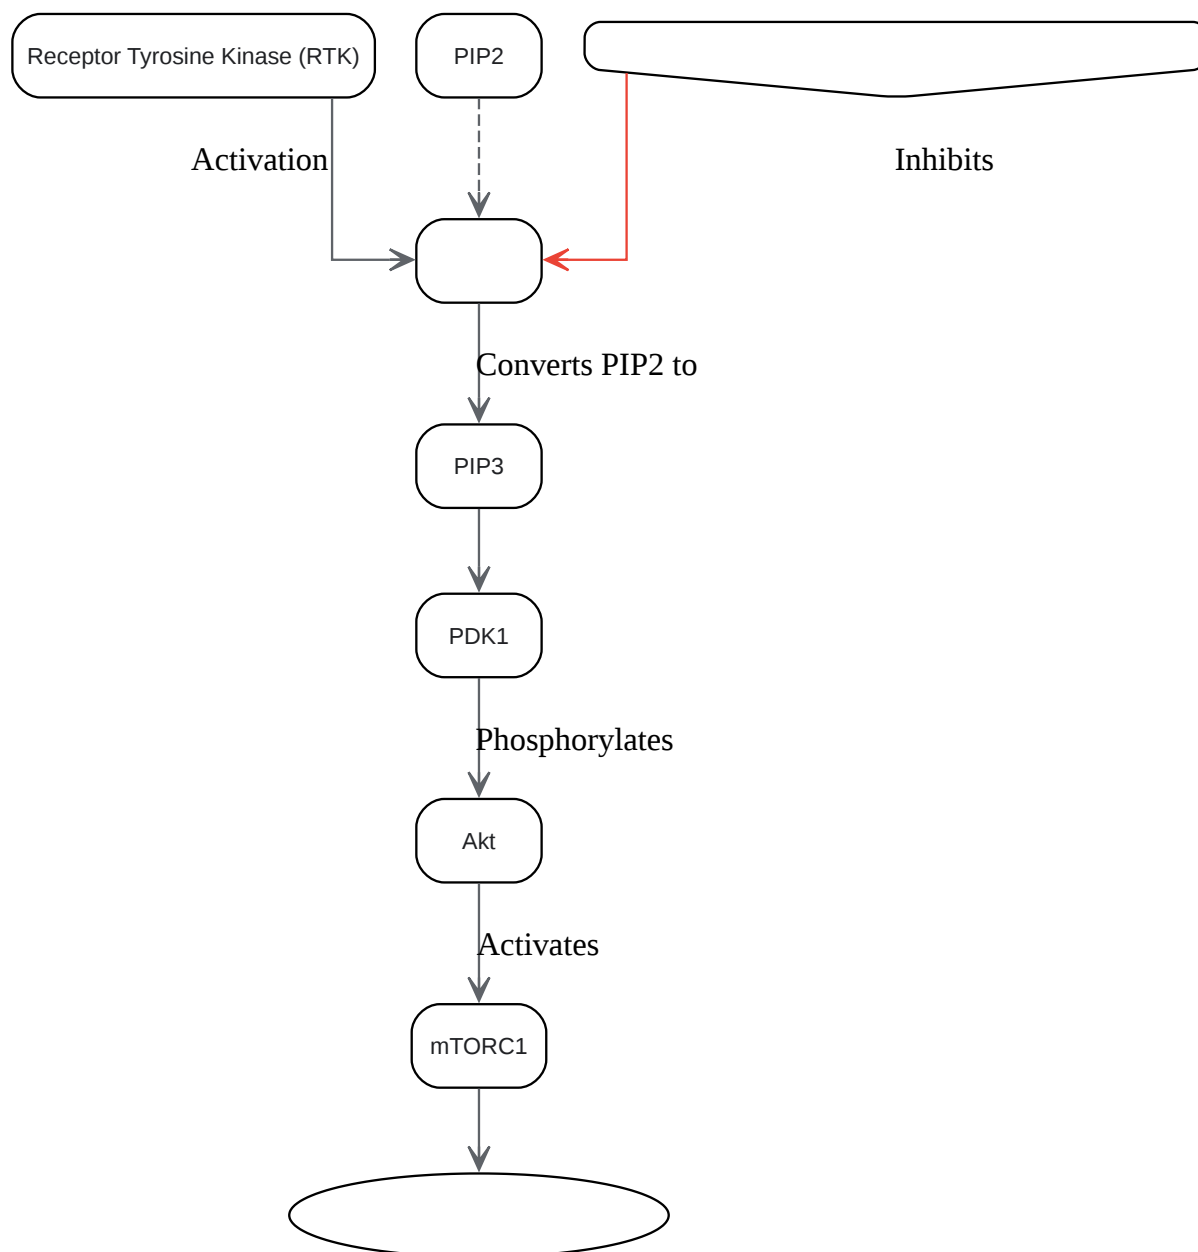 Receptor Tyrosine Kinase (RTK)
PIP2
Activation
Inhibits
Converts PIP2 to
PIP3
PDK1
Phosphorylates
Akt
Activates
mTORC1